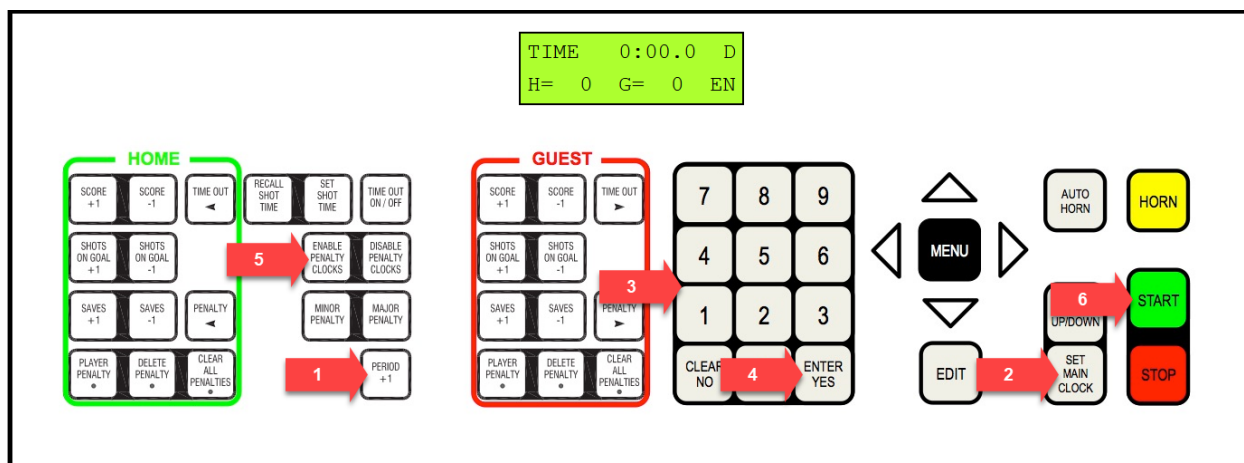 TIME 0:00.0 D
H= 0 G= 0 EN
HOME
SCORE
+1
SCORE
-1
TIME OUT
RECALL
SHOT
TIME
SET
SHOT
TIME
TIME OUT
ON / OFF
SHOTS
ON GOAL
+1
SHOTS
ON GOAL
-1
5
ENABLE
PENALTY
CLOCKS
DISABLE
PENALTY
CLOCKS
SAVES
+1
SAVES
-1
PENALTY
MINOR
PENALTY
MAJOR
PENALTY
PLAYER
PENALTY
DELETE
PENALTY
CLEAR
ALL
PENALTIES
1
PERIOD
+1
GUEST
SCORE
+1
SCORE
-1
TIME OUT
SHOTS
ON GOAL
+1
SHOTS
ON GOAL
-1
3
SAVES
+1
SAVES
-1
PENALTY
PLAYER
PENALTY
DELETE
PENALTY
CLEAR
ALL
PENALTIES
7
8
9
4
5
6
1
2
3
CLEAR
NO
4
ENTER
YES
MENU
EDIT
AUTO
HORN
HORN
6
START
UP/DOWN
2
SET
MAIN
CLOCK
STOP